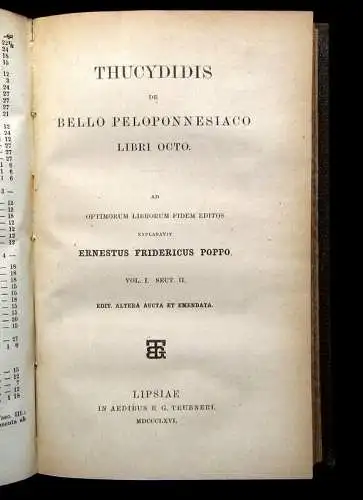 THUCYDIDIS
DE
BELLO PELOPONNESIACO
LIBRI OCTO.
AD
OPTIMORUM LIBRORUM FIDEM EDITOS
EXPLANAVIT
ERNESTUS FRIDERICUS POPPO.
VOL. I. SECT. II.
EDIT. ALTERA AUCTA ET EMENDATA.
LIPSIAE
IN AEDIBUS B. G. TEUBNERI.
MDCCCLXVI.